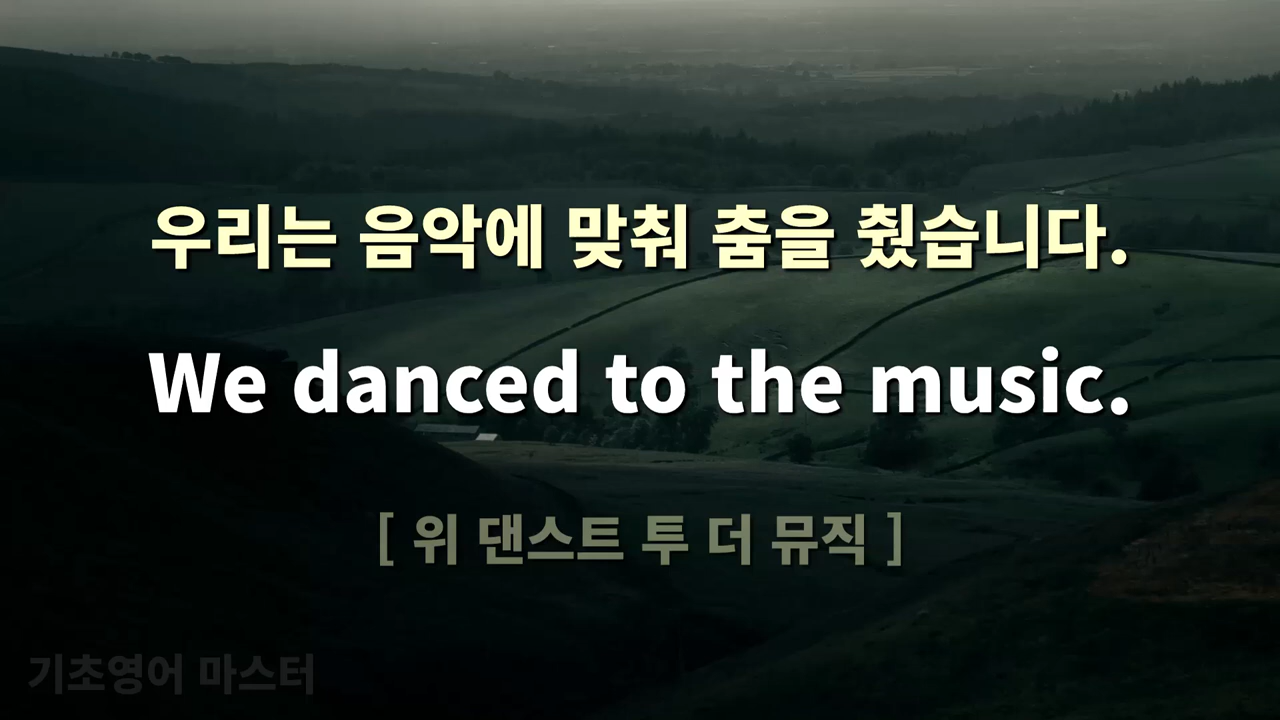 우리는 음악에 맞춰 춤을 췄습니다.
We danced to the music.
[ 위 댄스트 투 더 뮤직 ]
기초영어 마스터